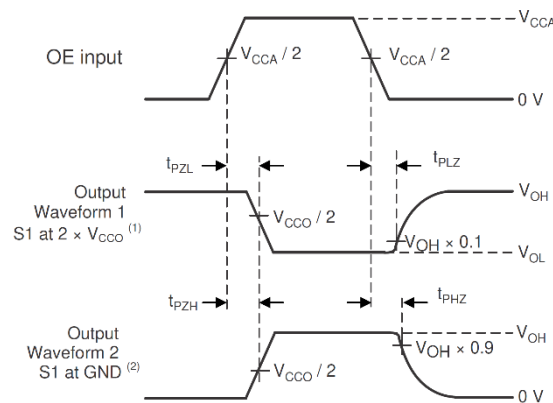 V_CCA
OE input
V_CCA / 2
V_CCA / 2
0 V
t_PZL
t_PLZ
Output
Waveform 1
S1 at 2 × V_CCO (1)
V_OH
V_CCO / 2
V_OH × 0.1
V_OL
t_PZH
t_PHZ
Output
Waveform 2
S1 at GND (2)
V_OH
V_OH × 0.9
V_CCO / 2
0 V